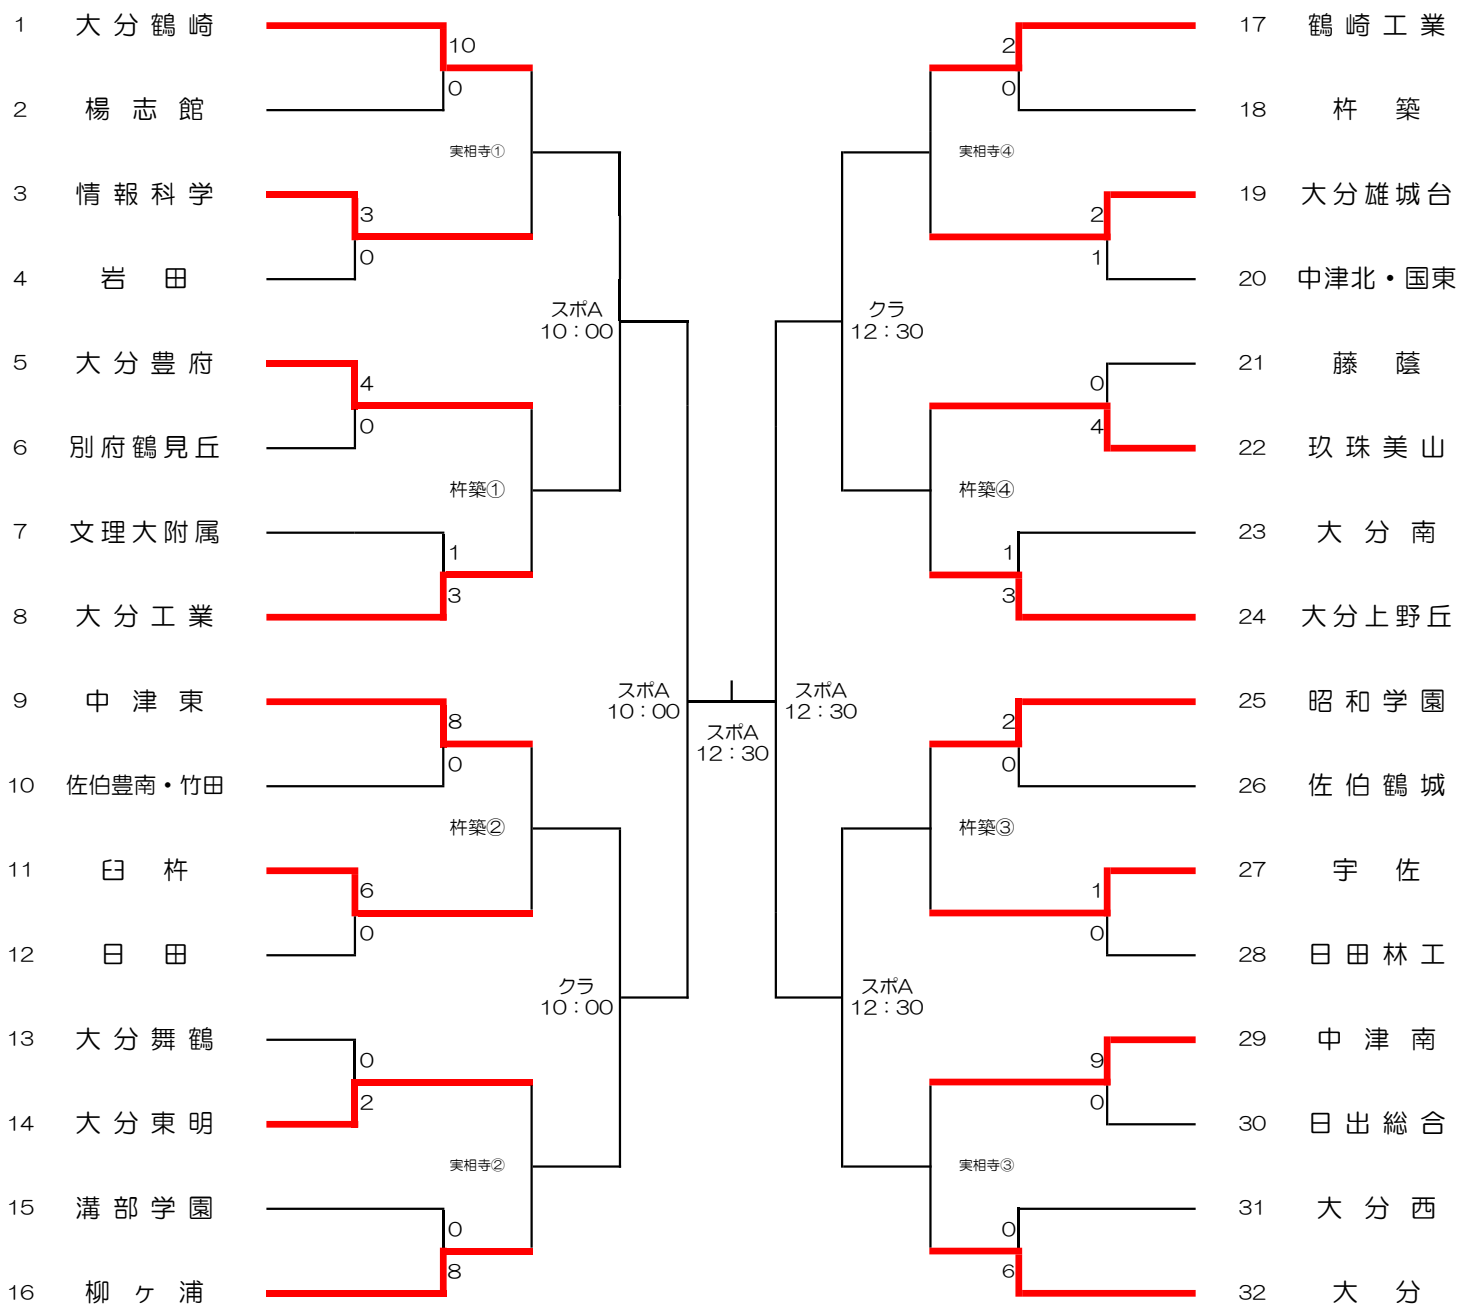 1 大分鶴崎
10
0
2 楊志館
実相寺①
3 情報科学
3
0
4 岩田
スポA
10：00
5 大分豊府
4
0
6 別府鶴見丘
杵築①
7 文理大附属
1
3
8 大分工業
スポA
10：00
9 中津東
8
0
10 佐伯豊南・竹田
杵築②
11 臼杵
6
0
12 日田
クラ
10：00
13 大分舞鶴
0
2
14 大分東明
実相寺②
15 溝部学園
0
8
16 柳ヶ浦
スポA
12：30
17 鶴崎工業
2
0
18 杵築
実相寺④
19 大分雄城台
2
1
20 中津北・国東
クラ
12：30
21 藤蔭
0
4
22 玖珠美山
杵築④
23 大分南
1
3
24 大分上野丘
スポA
12：30
25 昭和学園
2
0
26 佐伯鶴城
杵築③
27 宇佐
1
0
28 日田林工
スポA
12：30
29 中津南
9
0
30 日出総合
実相寺③
31 大分西
0
6
32 大分